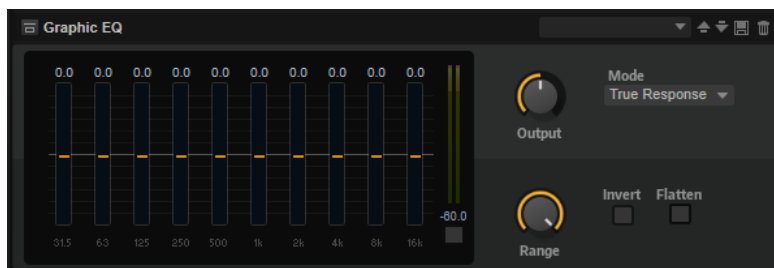 Graphic EQ
0.0 0.0 0.0 0.0 0.0 0.0 0.0 0.0 0.0 0.0
Mode
True Response
Output
Invert Flatten
-60.0
31.5 63 125 250 500 1k 2k 4k 8k 16k
Range